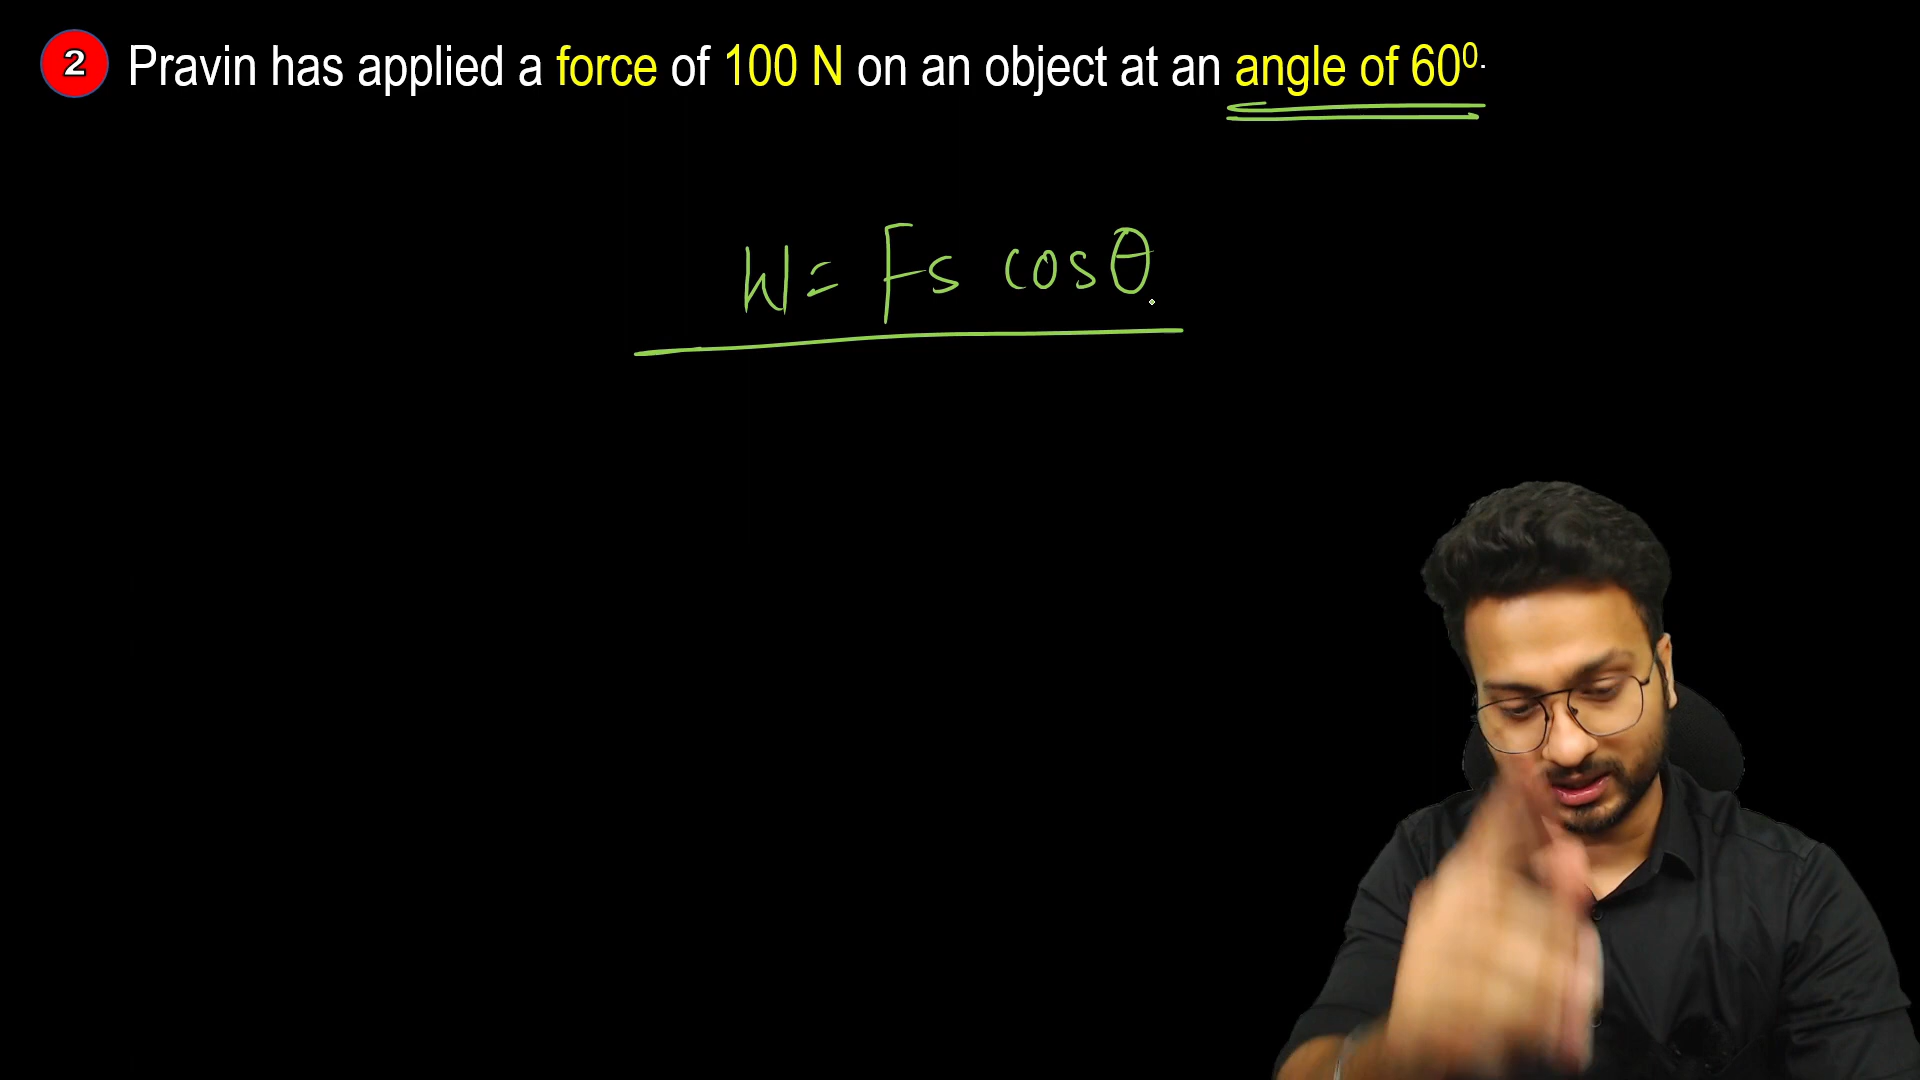 2 Pravin has applied a force of 100 N on an object at an angle of 60⁰.
W= Fs cosθ